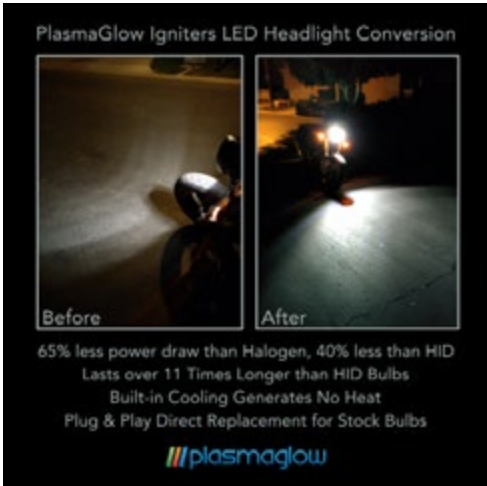 PlasmaGlow Igniters LED Headlight Conversion
Before
After
65% less power draw than Halogen, 40% less than HID
Lasts over 11 Times Longer than HID Bulbs
Built-in Cooling Generates No Heat
Plug & Play Direct Replacement for Stock Bulbs
plasmaglow